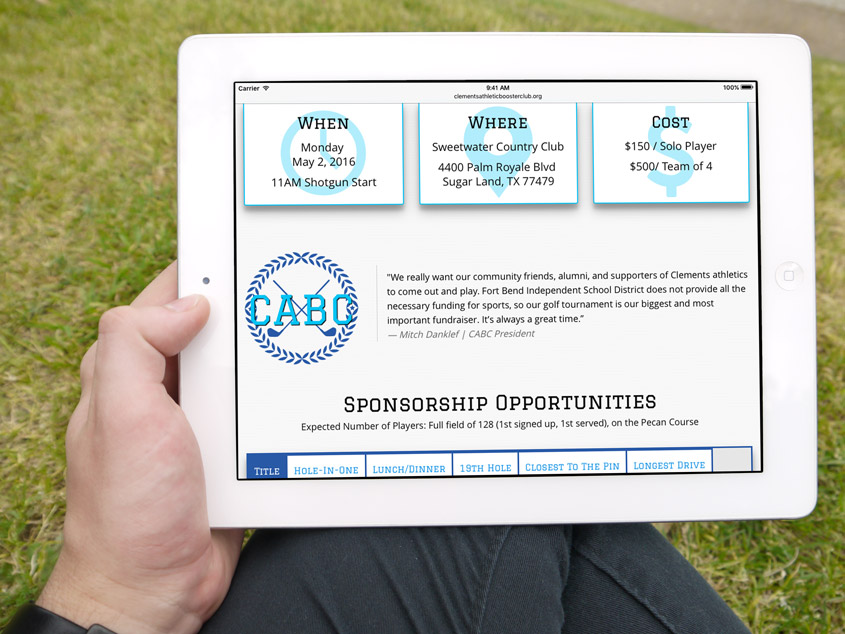 Carrier 9:41 AM 100%
clementsathleticboosterclub.org
When
Monday
May 2, 2016
11AM Shotgun Start
Where
Sweetwater Country Club
4400 Palm Royale Blvd
Sugar Land, TX 77479
Cost
$
$150 / Solo Player
$500/ Team of 4
CABC
"We really want our community friends, alumni, and supporters of Clements athletics
to come out and play. Fort Bend Independent School District does not provide all the
necessary funding for sports, so our golf tournament is our biggest and most
important fundraiser. It's always a great time.”
— Mitch Danklef | CABC President
Sponsorship Opportunities
Expected Number of Players: Full field of 128 (1st signed up, 1st served), on the Pecan Course
Title Hole-In-One Lunch/Dinner 19th Hole Closest To The Pin Longest Drive